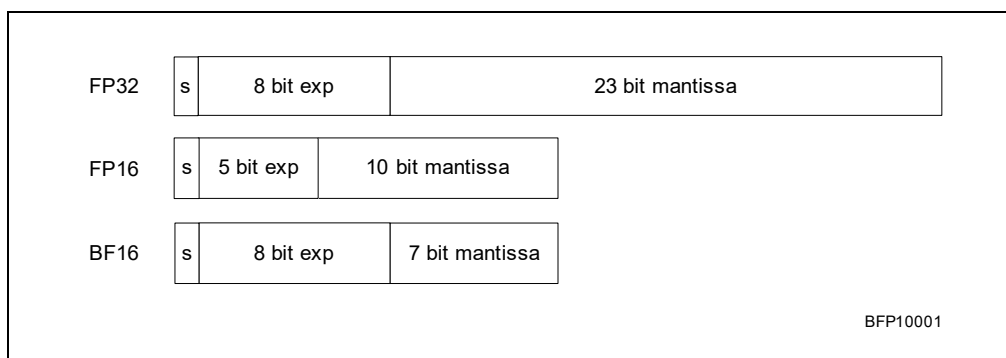 FP32 s 8 bit exp 23 bit mantissa
FP16 s 5 bit exp 10 bit mantissa
BF16 s 8 bit exp 7 bit mantissa
BFP10001